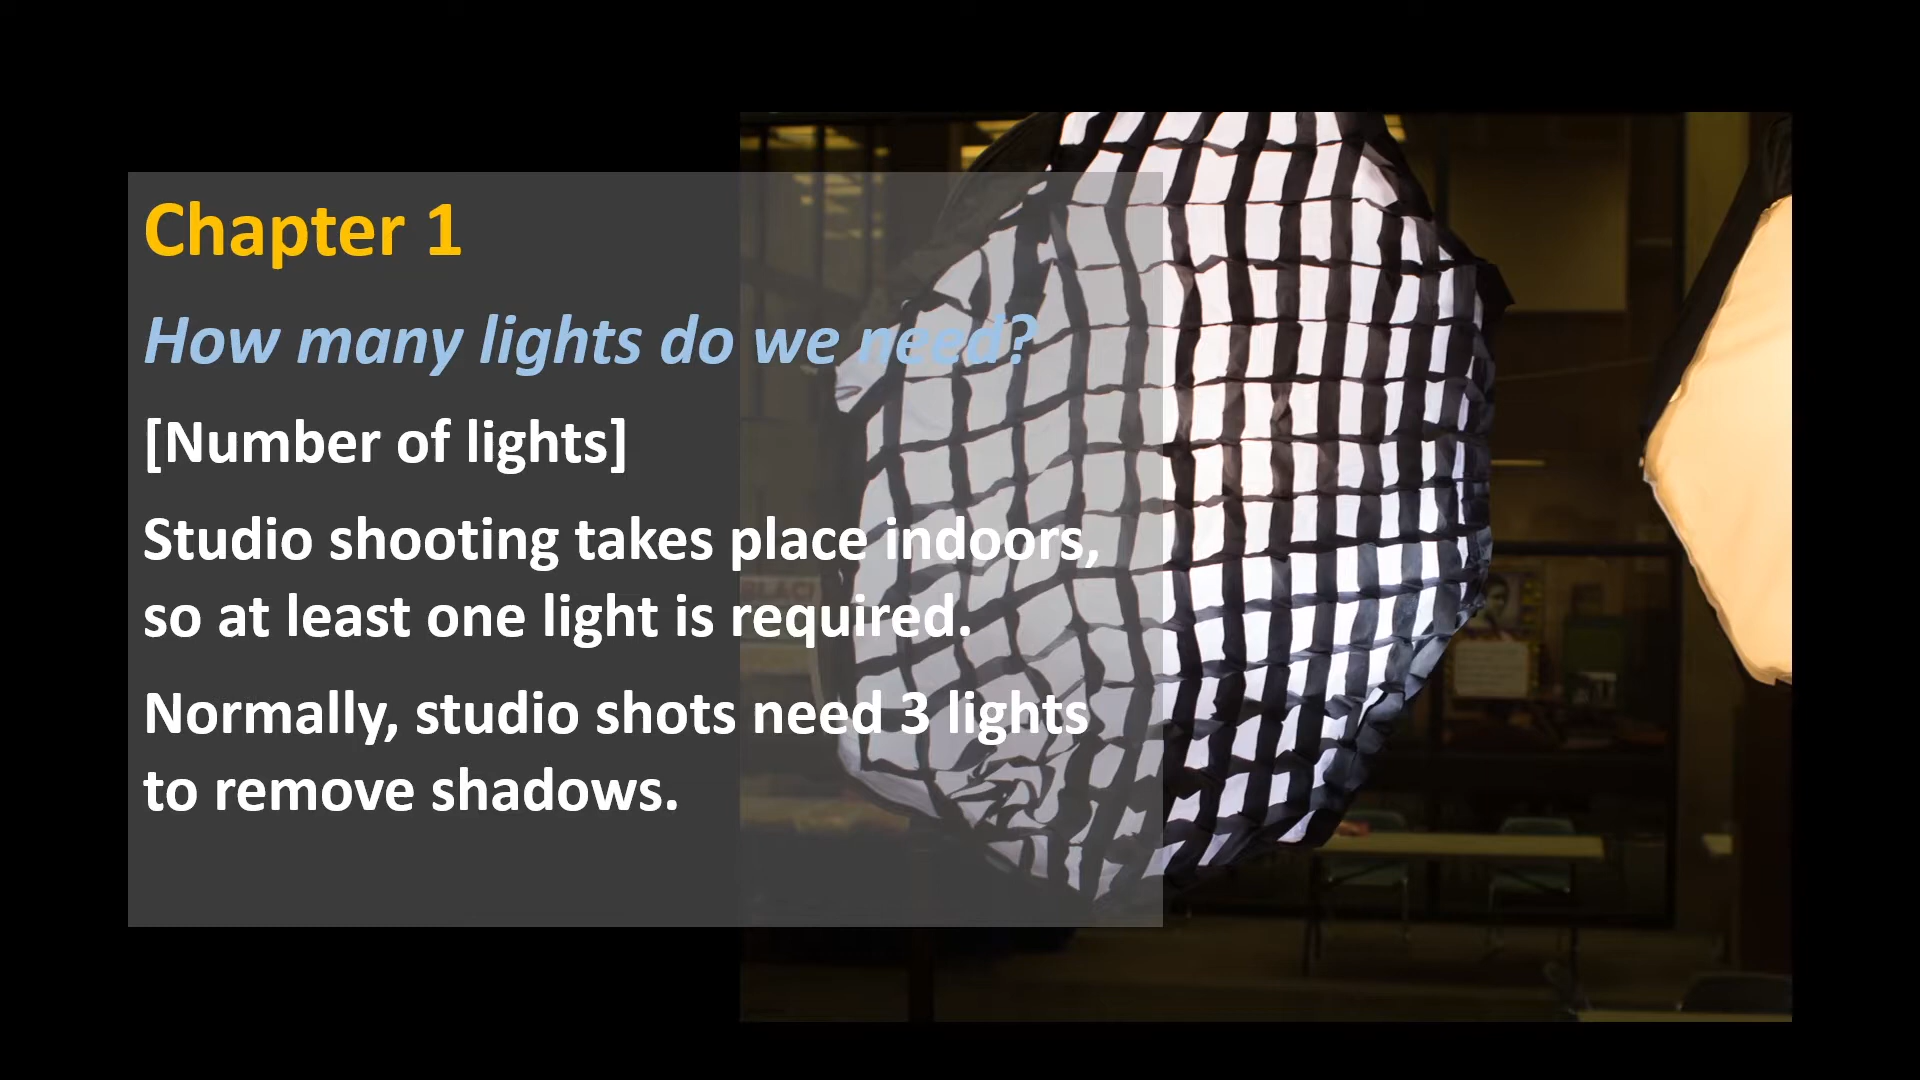 Chapter 1
How many lights do we need?
[Number of lights]
Studio shooting takes place indoors,
so at least one light is required.
Normally, studio shots need 3 lights
to remove shadows.